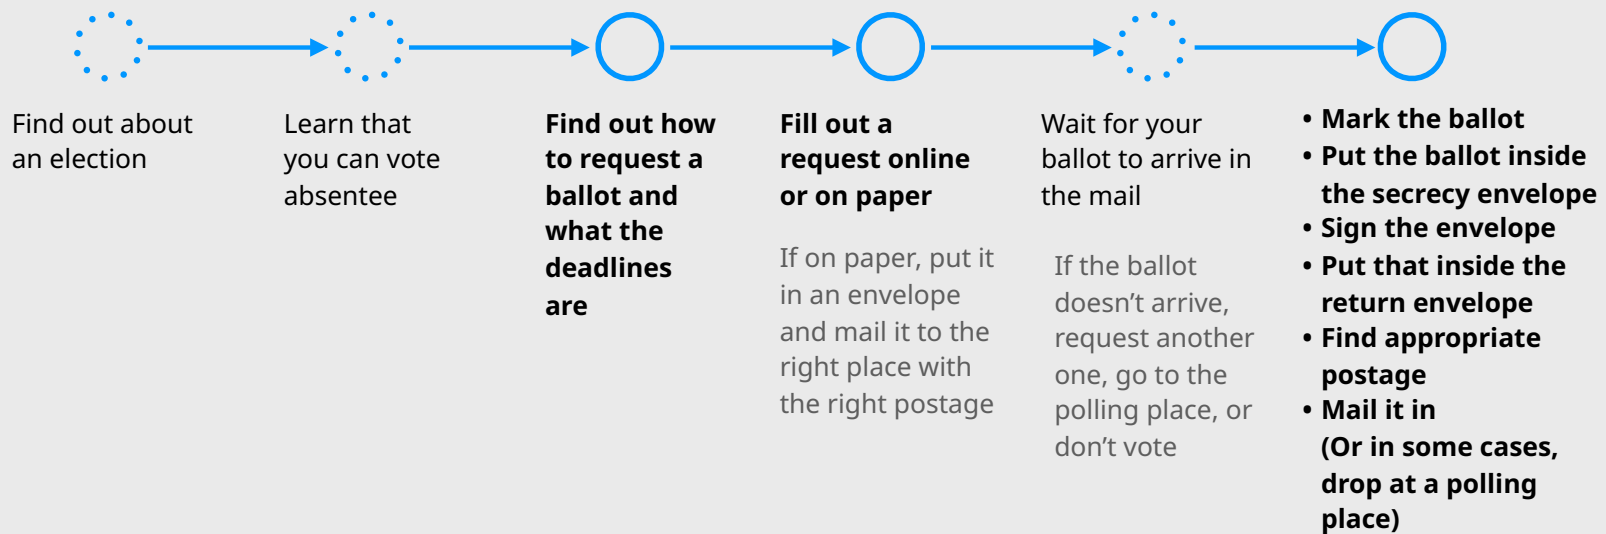 Find out about
an election
Learn that
you can vote
absentee
Find out how
to request a
ballot and
what the
deadlines
are
Fill out a
request online
or on paper
If on paper, put it
in an envelope
and mail it to the
right place with
the right postage
Wait for your
ballot to arrive in
the mail
If the ballot
doesn’t arrive,
request another
one, go to the
polling place, or
don’t vote
• Mark the ballot
• Put the ballot inside
the secrecy envelope
• Sign the envelope
• Put that inside the
return envelope
• Find appropriate
postage
• Mail it in
(Or in some cases,
drop at a polling
place)